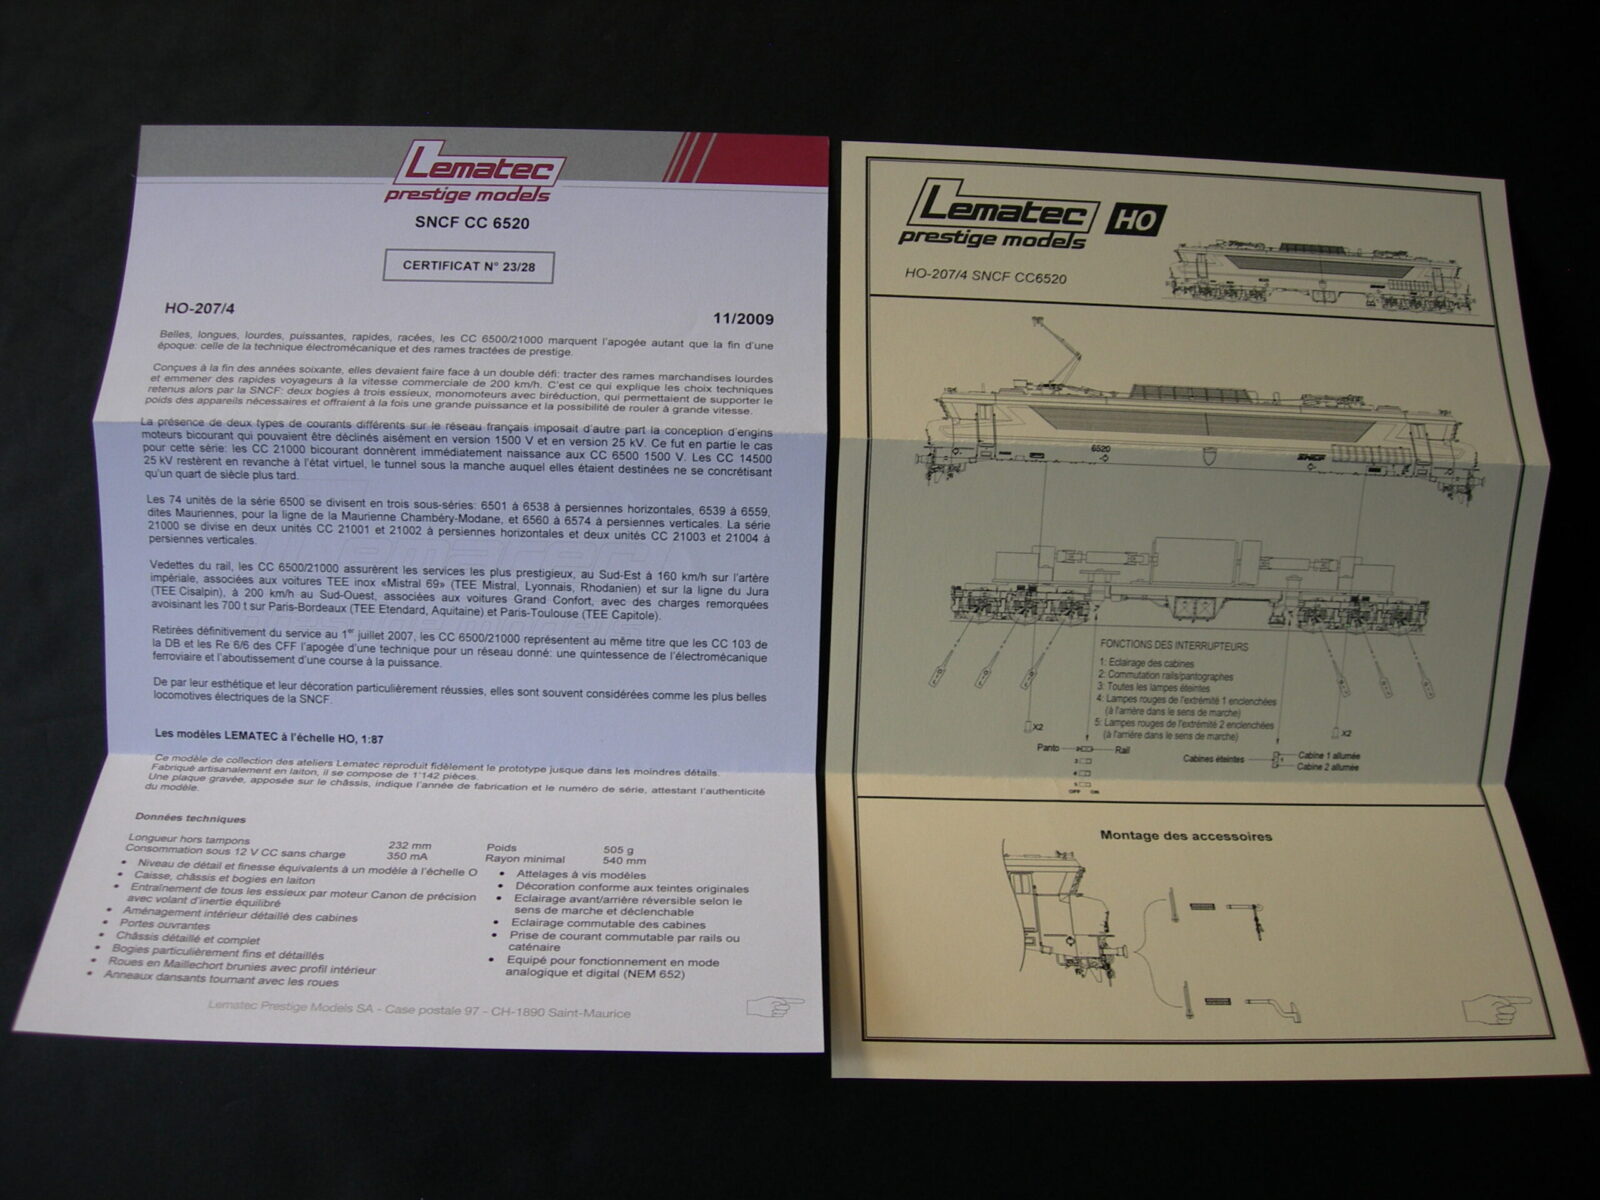 Lematec
prestige models
SNCF CC 6520
CERTIFICAT N° 23/28
HO-207/4
11/2009
Belles, longues, lourdes, puissantes, rapides, racées, les CC 6500/21000 marquent l'apogée autant que la fin d'une
époque: celle de la technique électromécanique et des rames tractées de prestige.
Conçues à la fin des années soixante, elles devaient faire face à un double défi: tracter des rames marchandises lourdes
et emmener des rapides voyageurs à la vitesse commerciale de 200 km/h. C'est ce qui explique les choix techniques
retenus alors par la SNCF: deux bogies à trois essieux, monomoteurs avec biréduction, qui permettaient de supporter le
poids des appareils nécessaires et offraient à la fois une grande puissance et la possibilité de rouler à grande vitesse.
La présence de deux types de courants différents sur le réseau français imposait d'autre part la conception d'engins
moteurs bicourant qui pouvaient être déclinés aisément en version 1500 V et en version 25 kV. Ce fut en partie le cas
pour cette série: les CC 21000 bicourant donnèrent immédiatement naissance aux CC 6500 1500 V. Les CC 14500
25 kV restèrent en revanche à l'état virtuel, le tunnel sous la manche auquel elles étaient destinées ne se concrétisant
qu'un quart de siècle plus tard.
Les 74 unités de la série 6500 se divisent en trois sous-séries: 6501 à 6538 à persiennes horizontales, 6539 à 6559,
dites Mauriennes, pour la ligne de la Maurienne Chambéry-Modane, et 6560 à 6574 à persiennes verticales. La série
21000 se divise en deux unités CC 21001 et 21002 à persiennes horizontales et deux unités CC 21003 et 21004 à
persiennes verticales.
Vedettes du rail, les CC 6500/21000 assurèrent les services les plus prestigieux, au Sud-Est à 160 km/h sur l'artère
impériale, associées aux voitures TEE inox «Mistral 69» (TEE Mistral, Lyonnais, Rhodanien) et sur la ligne du Jura
(TEE Cisalpin), à 200 km/h au Sud-Ouest, associées aux voitures Grand Confort, avec des charges remorquées
avoisinant les 700 t sur Paris-Bordeaux (TEE Etendard, Aquitaine) et Paris-Toulouse (TEE Capitole).
Retirées définitivement du service au 1er juillet 2007, les CC 6500/21000 représentent au même titre que les CC 103 de
la DB et les Re 6/6 des CFF l'apogée d'une technique pour un réseau donné: une quintessence de l'électromécanique
ferroviaire et l'aboutissement d'une course à la puissance.
De par leur esthétique et leur décoration particulièrement réussies, elles sont souvent considérées comme les plus belles
locomotives électriques de la SNCF.
Les modèles LEMATEC à l'échelle HO, 1:87
Ce modèle de collection des ateliers Lematec reproduit fidèlement le prototype jusque dans les moindres détails.
Fabriqué artisanalement en laiton, il se compose de 1'142 pièces.
Une plaque gravée, apposée sur le châssis, indique l'année de fabrication et le numéro de série, attestant l'authenticité
du modèle.
Données techniques
Longueur hors tampons 232 mm Poids 505 g
Consommation sous 12 V CC sans charge 350 mA Rayon minimal 540 mm
• Niveau de détail et finesse équivalents à un modèle à l'échelle O
• Caisse, châssis et bogies en laiton
• Entraînement de tous les essieux par moteur Canon de précision
avec volant d'inertie équilibré
• Aménagement intérieur détaillé des cabines
• Portes ouvrantes
• Châssis détaillé et complet
• Bogies particulièrement fins et détaillés
• Roues en Maillechort brunies avec profil intérieur
• Anneaux dansants tournant avec les roues
• Attelages à vis modèles
• Décoration conforme aux teintes originales
• Eclairage avant/arrière réversible selon le
sens de marche et déclenchable
• Eclairage commutable des cabines
• Prise de courant commutable par rails ou
caténaire
• Equipé pour fonctionnement en mode
analogique et digital (NEM 652)
Lematec Prestige Models SA - Case postale 97 - CH-1890 Saint-Maurice
Lematec HO
prestige models
HO-207/4 SNCF CC6520
6520
SNCF
FONCTIONS DES INTERRUPTEURS
1: Eclairage des cabines
2: Commutation rails/pantographes
3: Toutes les lampes éteintes
4: Lampes rouges de l'extrémité 1 enclenchées
(à l'arrière dans le sens de marche)
5: Lampes rouges de l'extrémité 2 enclenchées
(à l'arrière dans le sens de marche)
X2
X2
Panto
Rail
3
4
5
OFF ON
Cabines éteintes
Cabine 1 allumée
Cabine 2 allumée
Montage des accessoires